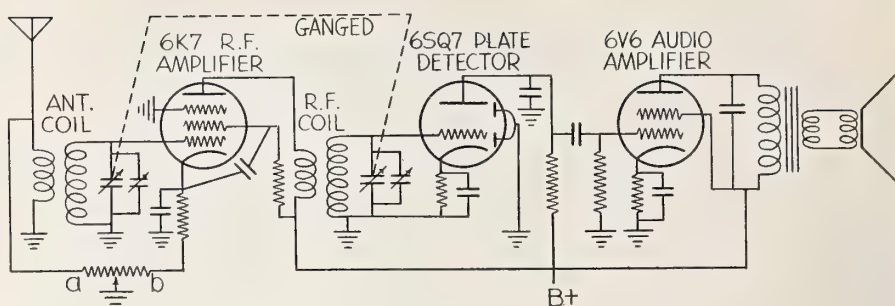 GANGED
6K7 R.F.
AMPLIFIER
6SQ7 PLATE
DETECTOR
6V6 AUDIO
AMPLIFIER
ANT.
COIL
R.F.
COIL
a
b
B+